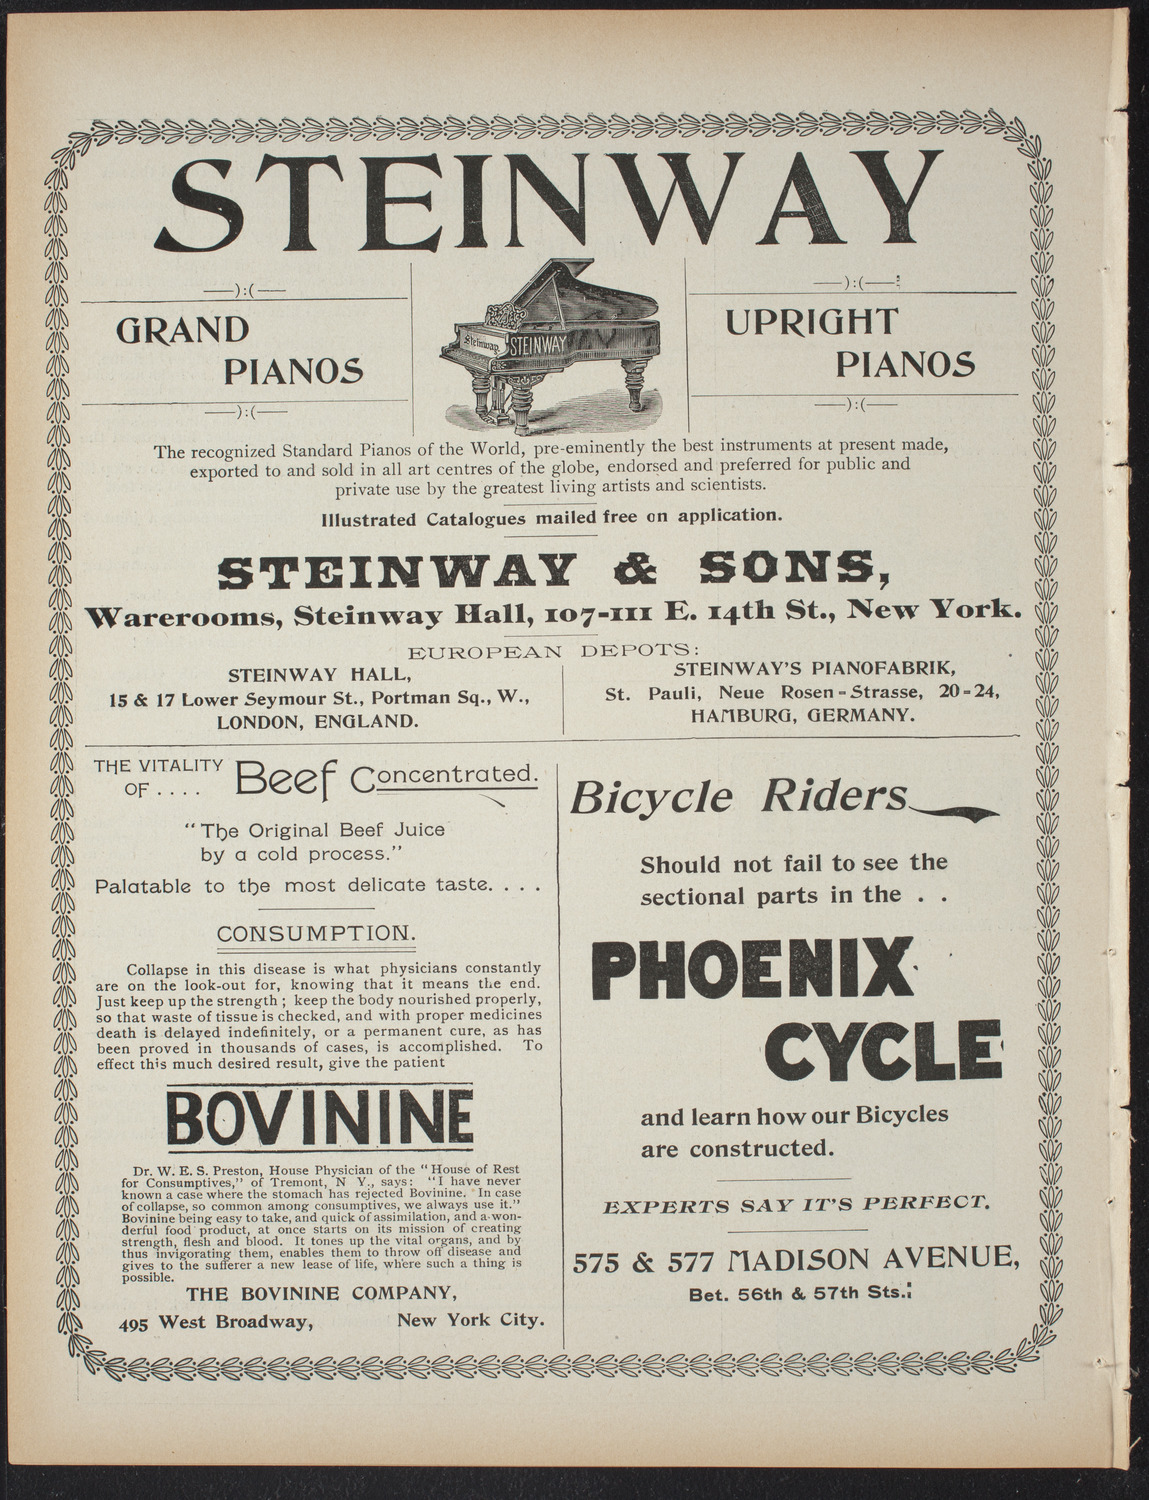 STEINWAY
——):(——
GRAND
PIANOS
——):(——
Steinway
STEINWAY
——):(——
UPRIGHT
PIANOS
——):(——
The recognized Standard Pianos of the World, pre-eminently the best instruments at present made,
exported to and sold in all art centres of the globe, endorsed and preferred for public and
private use by the greatest living artists and scientists.
Illustrated Catalogues mailed free on application.
STEINWAY & SONS,
Warerooms, Steinway Hall, 107-111 E. 14th St., New York.
EUROPEAN DEPOTS:
STEINWAY HALL,
15 & 17 Lower Seymour St., Portman Sq., W.,
LONDON, ENGLAND.
STEINWAY'S PIANOFABRIK,
St. Pauli, Neue Rosen-Strasse, 20-24,
HAMBURG, GERMANY.
THE VITALITY
OF . . . .
Beef Concentrated.
"The Original Beef Juice
by a cold process."
Palatable to the most delicate taste. . . .
CONSUMPTION.
Collapse in this disease is what physicians constantly
are on the look-out for, knowing that it means the end.
Just keep up the strength; keep the body nourished properly,
so that waste of tissue is checked, and with proper medicines
death is delayed indefinitely, or a permanent cure, as has
been proved in thousands of cases, is accomplished. To
effect this much desired result, give the patient
BOVININE
Dr. W. E. S. Preston, House Physician of the "House of Rest
for Consumptives," of Tremont, N Y., says: "I have never
known a case where the stomach has rejected Bovinine. In case
of collapse, so common among consumptives, we always use it."
Bovinine being easy to take, and quick of assimilation, and a won-
derful food product, at once starts on its mission of creating
strength, flesh and blood. It tones up the vital organs, and by
thus invigorating them, enables them to throw off disease and
gives to the sufferer a new lease of life, where such a thing is
possible.
THE BOVININE COMPANY,
495 West Broadway, New York City.
Bicycle Riders
Should not fail to see the
sectional parts in the . .
PHOENIX
CYCLE
and learn how our Bicycles
are constructed.
EXPERTS SAY IT'S PERFECT.
575 & 577 MADISON AVENUE,
Bet. 56th & 57th Sts.